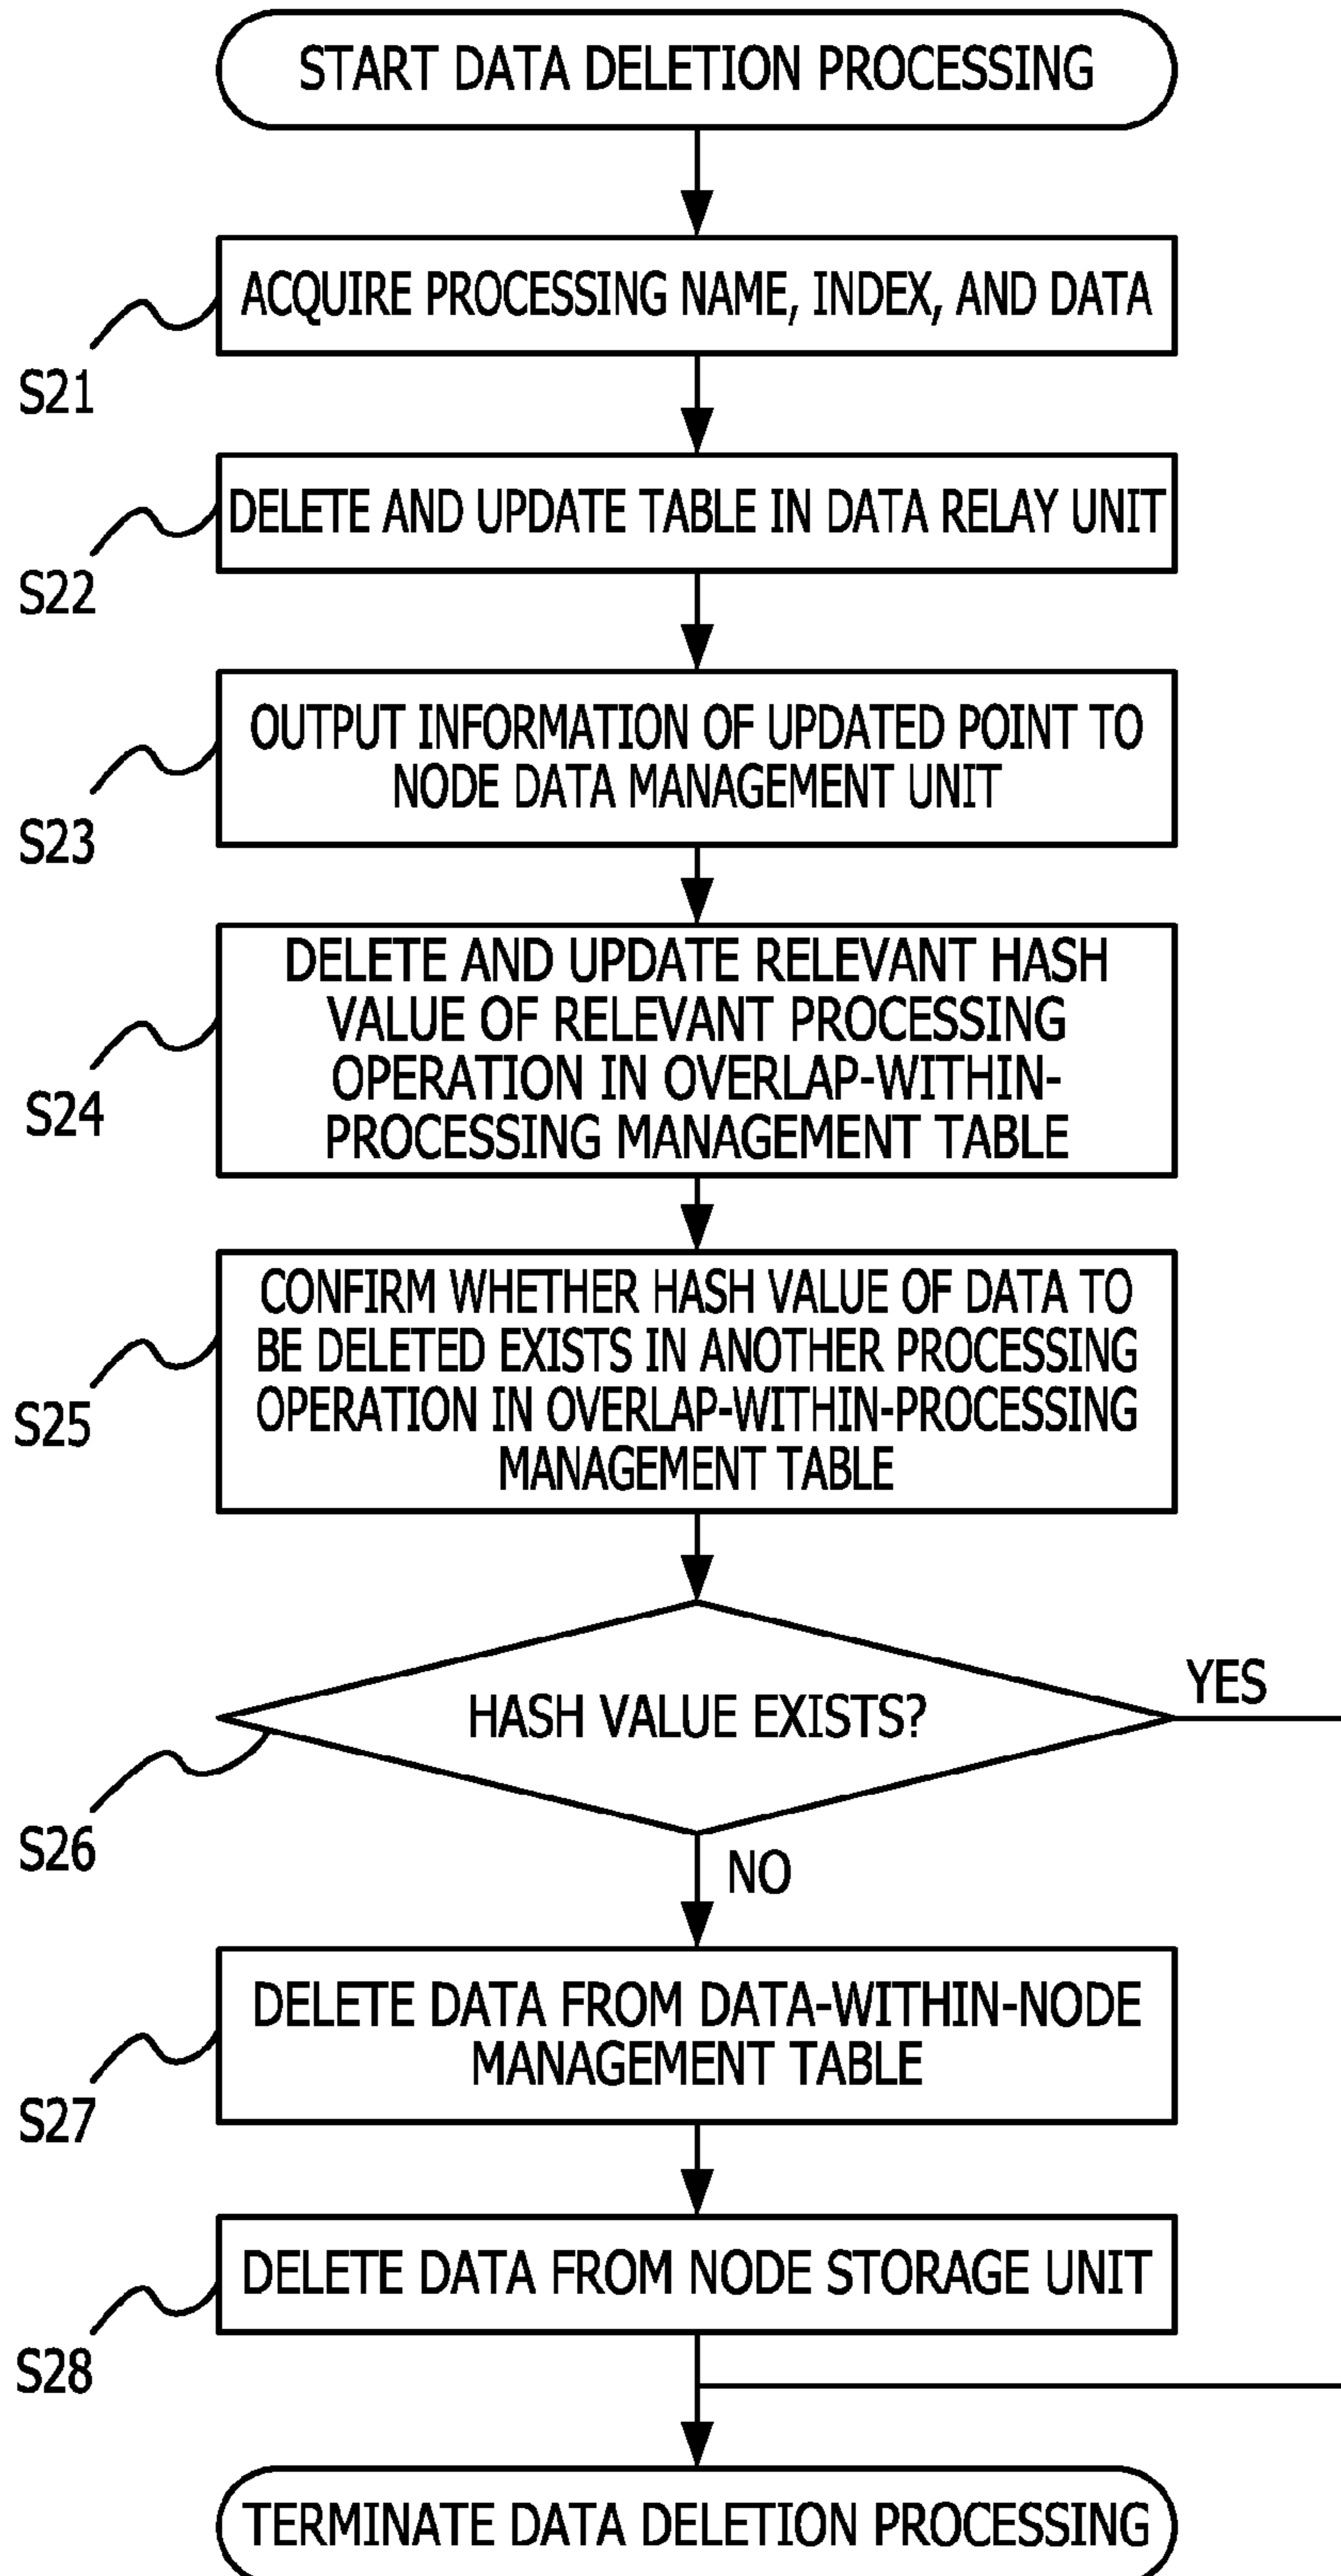 START DATA DELETION PROCESSING
ACQUIRE PROCESSING NAME, INDEX, AND DATA
S21
DELETE AND UPDATE TABLE IN DATA RELAY UNIT
S22
OUTPUT INFORMATION OF UPDATED POINT TO
NODE DATA MANAGEMENT UNIT
S23
DELETE AND UPDATE RELEVANT HASH
VALUE OF RELEVANT PROCESSING
OPERATION IN OVERLAP-WITHIN-
PROCESSING MANAGEMENT TABLE
S24
CONFIRM WHETHER HASH VALUE OF DATA TO
BE DELETED EXISTS IN ANOTHER PROCESSING
OPERATION IN OVERLAP-WITHIN-PROCESSING
MANAGEMENT TABLE
S25
YES
HASH VALUE EXISTS?
S26
NO
DELETE DATA FROM DATA-WITHIN-NODE
MANAGEMENT TABLE
S27
DELETE DATA FROM NODE STORAGE UNIT
S28
TERMINATE DATA DELETION PROCESSING